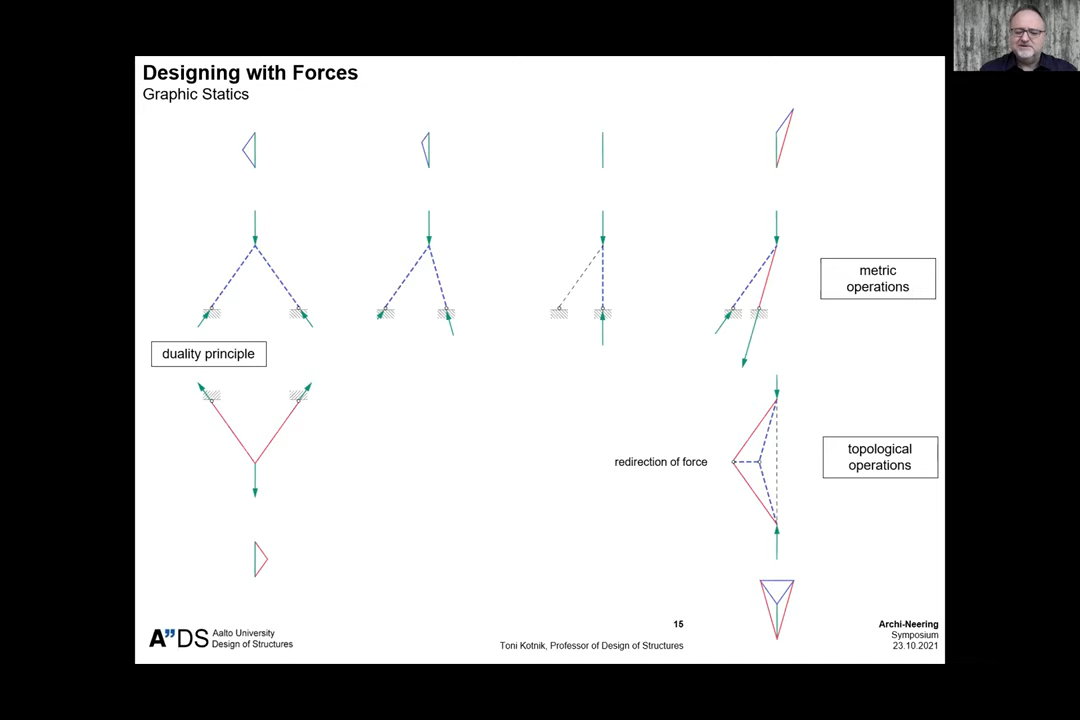 Designing with Forces
Graphic Statics
metric
operations
duality principle
redirection of force
topological
operations
A"DS
Aalto University
Design of Structures
15
Toni Kotnik, Professor of Design of Structures
Archi-Neering
Symposium
23.10.2021